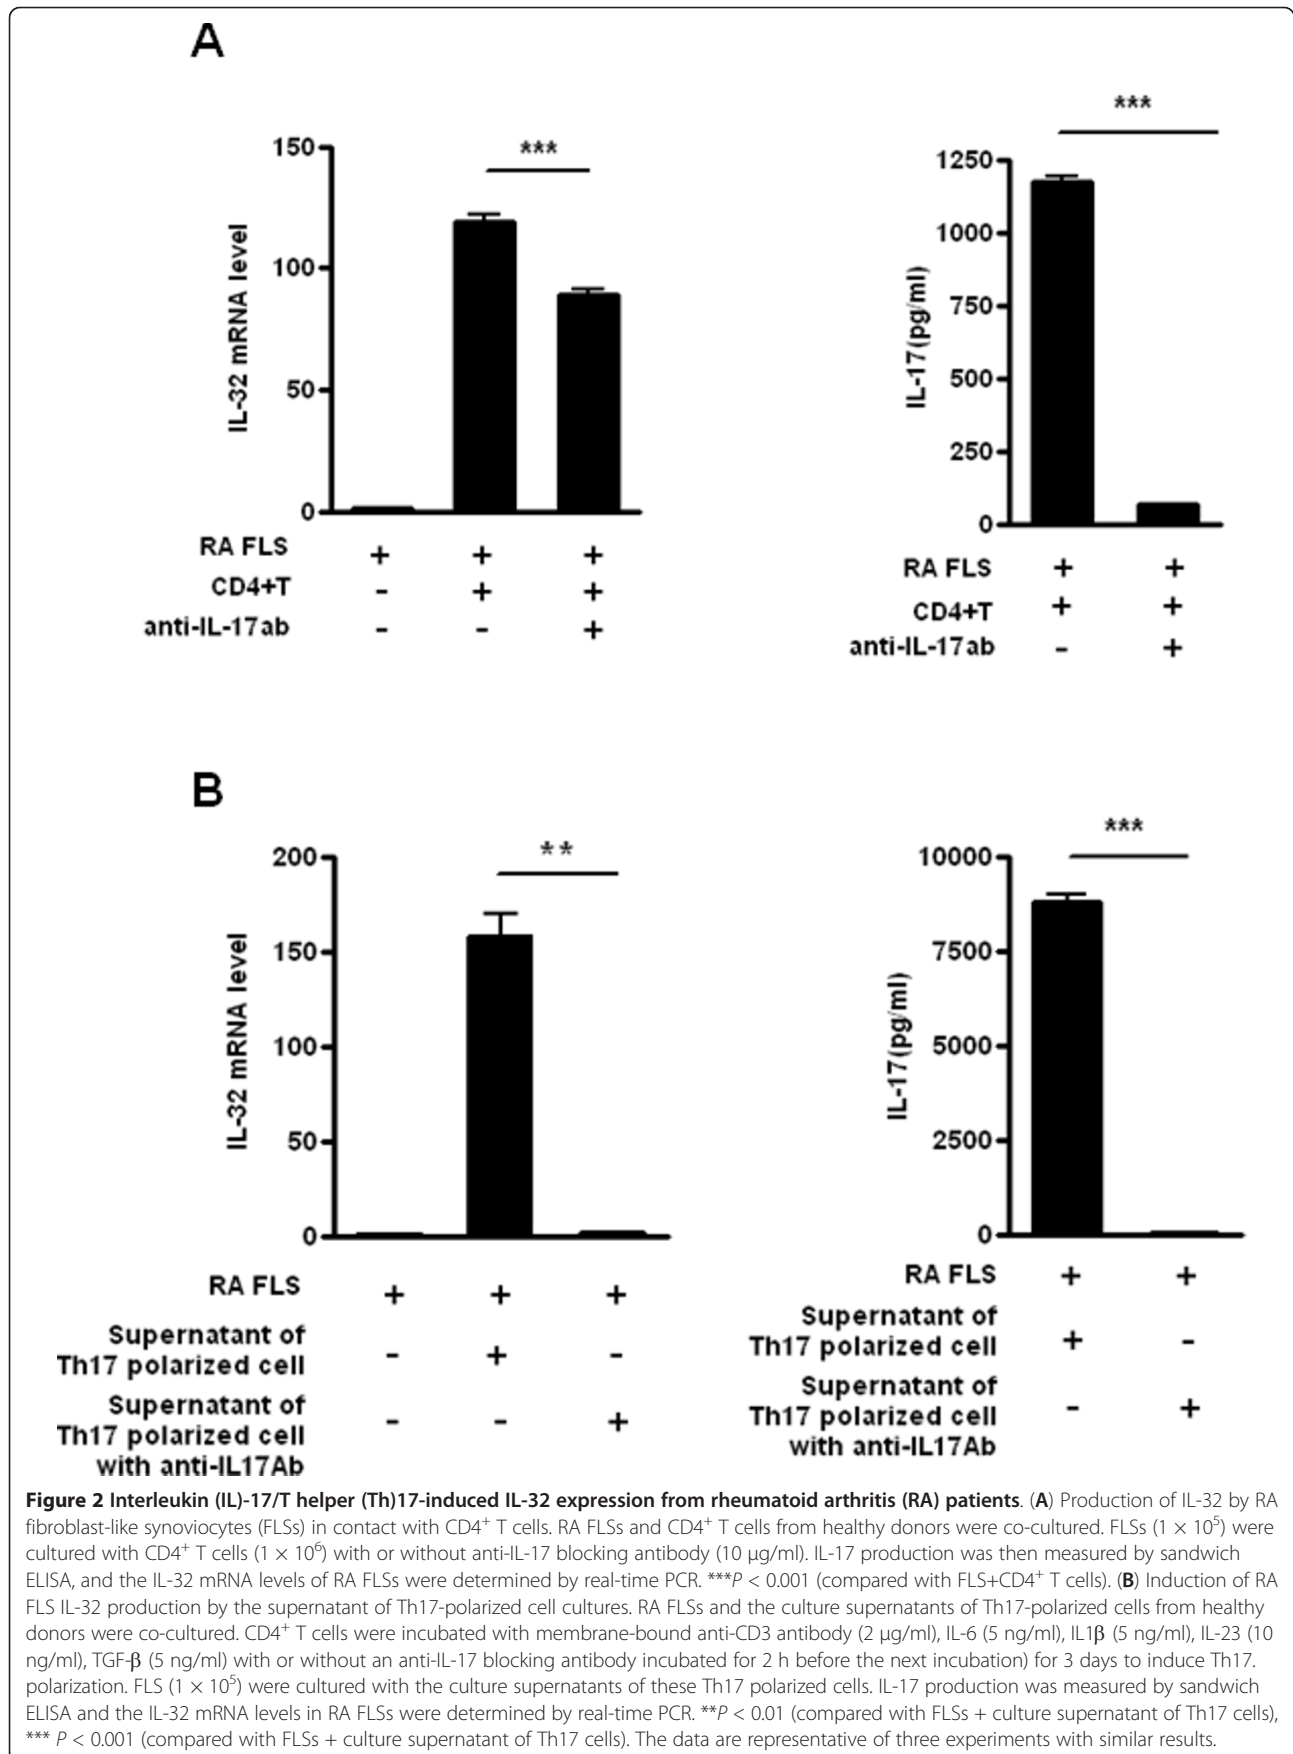 A
***
150
100
50
0
IL-32 mRNA level
RA FLS + + +
CD4+T - + +
anti-IL-17ab - - +
***
1250
1000
750
500
250
0
IL-17(pg/ml)
RA FLS + +
CD4+T + +
anti-IL-17ab - +
B
**
200
150
100
50
0
IL-32 mRNA level
RA FLS + + +
Supernatant of
Th17 polarized cell - + -
Supernatant of
Th17 polarized cell - - +
with anti-IL17Ab
***
10000
7500
5000
2500
0
IL-17(pg/ml)
RA FLS + +
Supernatant of
Th17 polarized cell + -
Supernatant of
Th17 polarized cell - +
with anti-IL17Ab
Figure 2 Interleukin (IL)-17/T helper (Th)17-induced IL-32 expression from rheumatoid arthritis (RA) patients. (A) Production of IL-32 by RA
fibroblast-like synoviocytes (FLSs) in contact with CD4⁺ T cells. RA FLSs and CD4⁺ T cells from healthy donors were co-cultured. FLSs (1 × 10⁵) were
cultured with CD4⁺ T cells (1 × 10⁶) with or without anti-IL-17 blocking antibody (10 μg/ml). IL-17 production was then measured by sandwich
ELISA, and the IL-32 mRNA levels of RA FLSs were determined by real-time PCR. ***P < 0.001 (compared with FLS+CD4⁺ T cells). (B) Induction of RA
FLS IL-32 production by the supernatant of Th17-polarized cell cultures. RA FLSs and the culture supernatants of Th17-polarized cells from healthy
donors were co-cultured. CD4⁺ T cells were incubated with membrane-bound anti-CD3 antibody (2 μg/ml), IL-6 (5 ng/ml), IL1β (5 ng/ml), IL-23 (10
ng/ml), TGF-β (5 ng/ml) with or without an anti-IL-17 blocking antibody incubated for 2 h before the next incubation) for 3 days to induce Th17.
polarization. FLS (1 × 10⁵) were cultured with the culture supernatants of these Th17 polarized cells. IL-17 production was measured by sandwich
ELISA and the IL-32 mRNA levels in RA FLSs were determined by real-time PCR. **P < 0.01 (compared with FLSs + culture supernatant of Th17 cells),
*** P < 0.001 (compared with FLSs + culture supernatant of Th17 cells). The data are representative of three experiments with similar results.